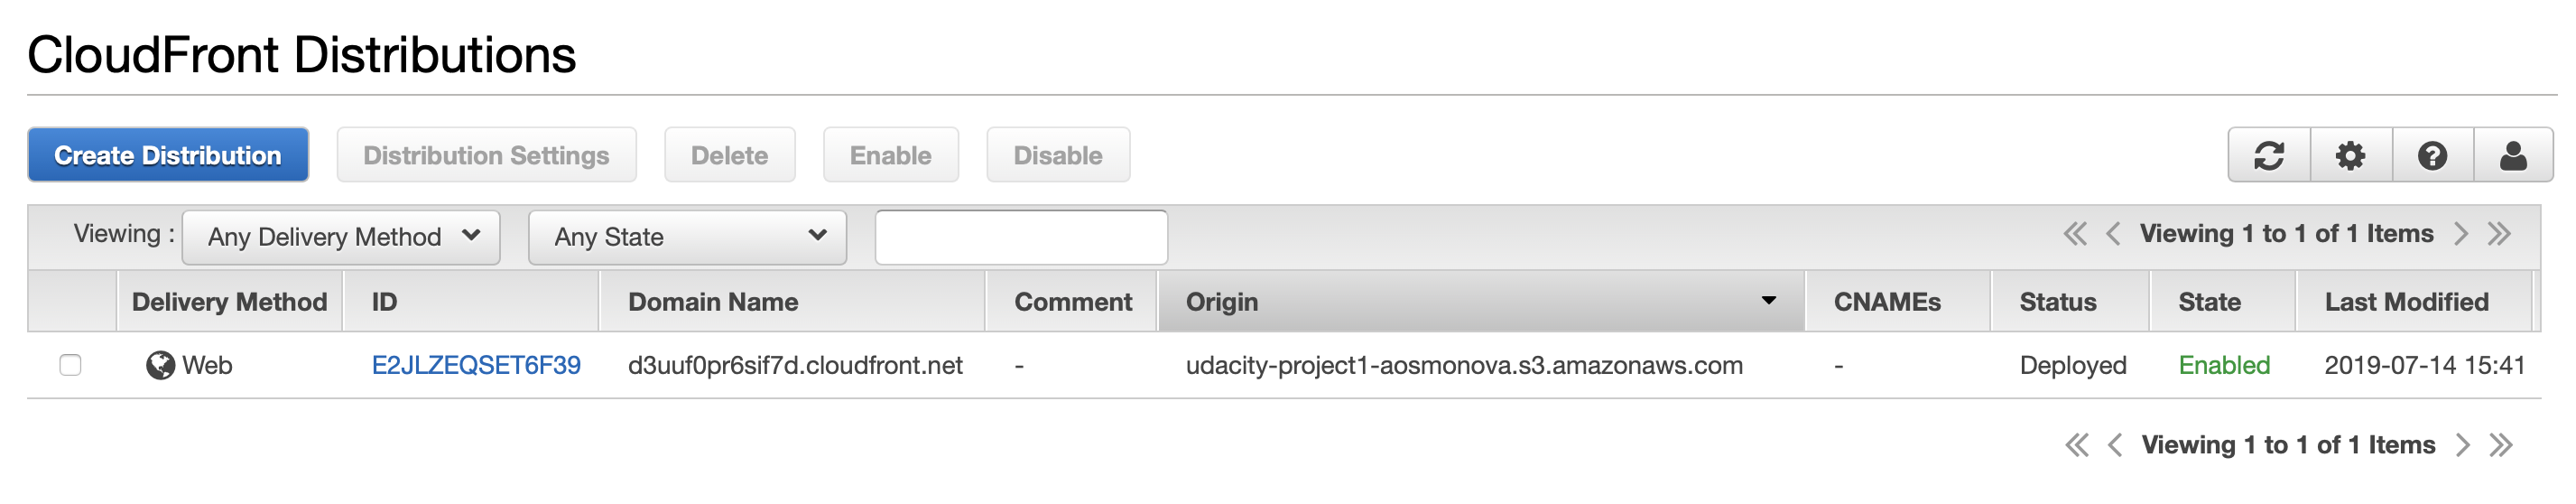 CloudFront Distributions
Create Distribution Distribution Settings Delete Enable Disable
Viewing : Any Delivery Method Any State Viewing 1 to 1 of 1 Items
Delivery Method ID Domain Name Comment Origin CNAMEs Status State Last Modified
Web E2JLZEQSET6F39 d3uuf0pr6sif7d.cloudfront.net - udacity-project1-aosmonova.s3.amazonaws.com - Deployed Enabled 2019-07-14 15:41
Viewing 1 to 1 of 1 Items